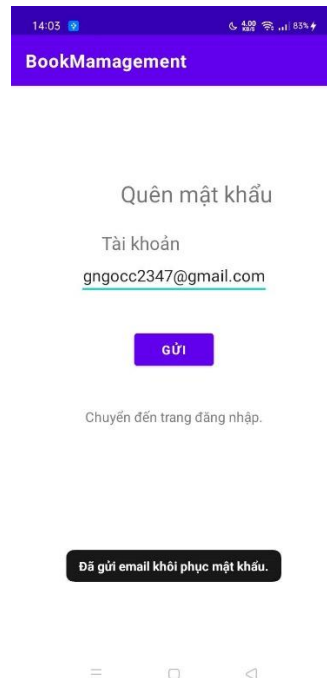 14:03 4.00 KB/S 83%
BookMamagement
Quên mật khẩu
Tài khoản
gngocc2347@gmail.com
GỬI
Chuyển đến trang đăng nhập.
Đã gửi email khôi phục mật khẩu.